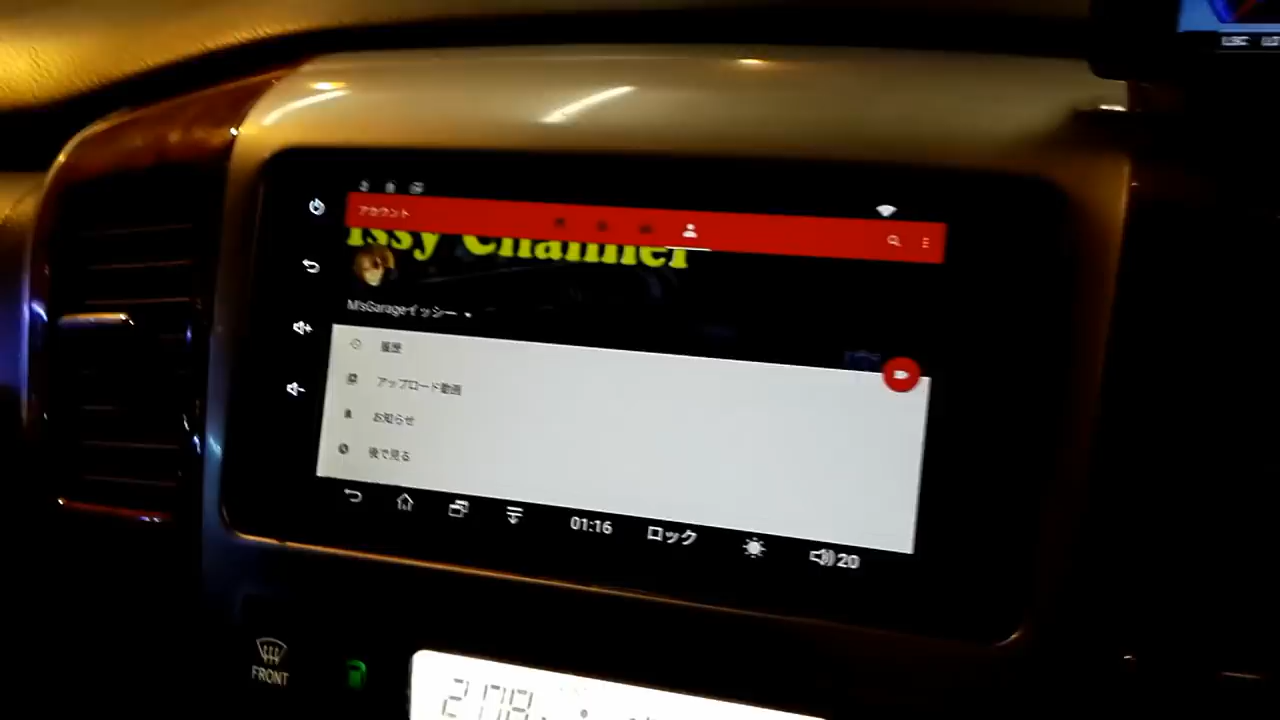 アカウント
Issy Channel
M'sGarageイッシー
履歴
アップロード動画
お知らせ
後で見る
01:16
ロック
20
FRONT